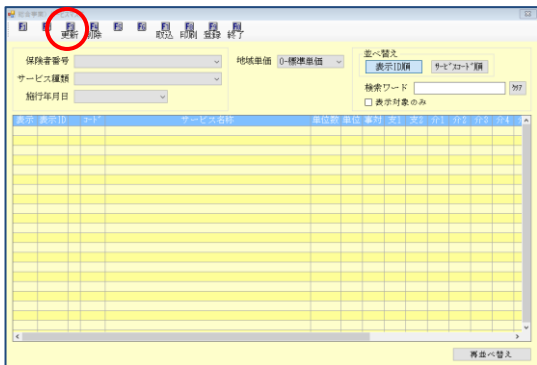 更新 削除 取込 印刷 登録 終了
保険者番号
地域単価 0-標準単価
並べ替え
表示ID順 ｻｰﾋﾞｽｺｰﾄﾞ順
サービス種類
検索ワード ｸﾘｱ
施行年月日
表示対象のみ
表示 表示ID ｺｰﾄﾞ サービス名称 単位数 単位 事対 支1 支2 介1 介2 介3 介4
再並べ替え